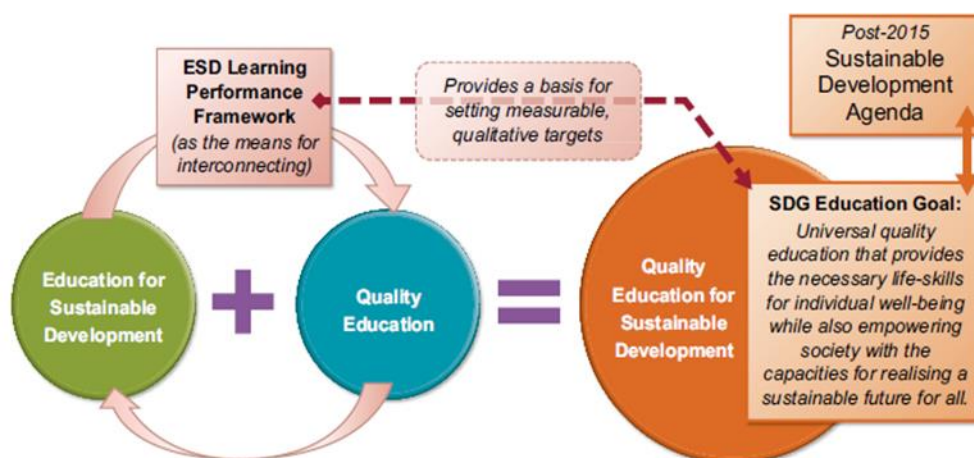 ESD Learning
Performance
Framework
(as the means for
interconnecting)
Provides a basis for
setting measurable,
qualitative targets
Post-2015
Sustainable
Development
Agenda
Education for
Sustainable
Development
+
Quality
Education
=
Quality
Education for
Sustainable
Development
SDG Education Goal:
Universal quality
education that provides
the necessary life-skills
for individual well-being
while also empowering
society with the
capacities for realising a
sustainable future for all.